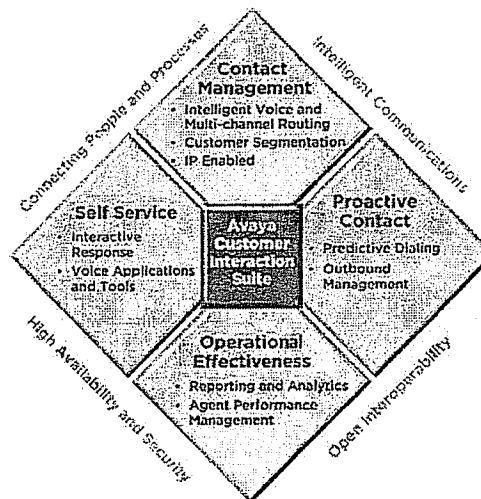 Connecting People and Processes
Intelligent Communications
Contact
Management
• Intelligent Voice and
Multi-channel Routing
• Customer Segmentation
• IP Enabled
Self Service
Interactive
Response
• Voice Applications
and Tools
Avaya
Customer
Interaction
Suite
Proactive
Contact
• Predictive Dialing
• Outbound
Management
Operational
Effectiveness
• Reporting and Analytics
• Agent Performance
Management
High Availability and Security
Open Interoperability